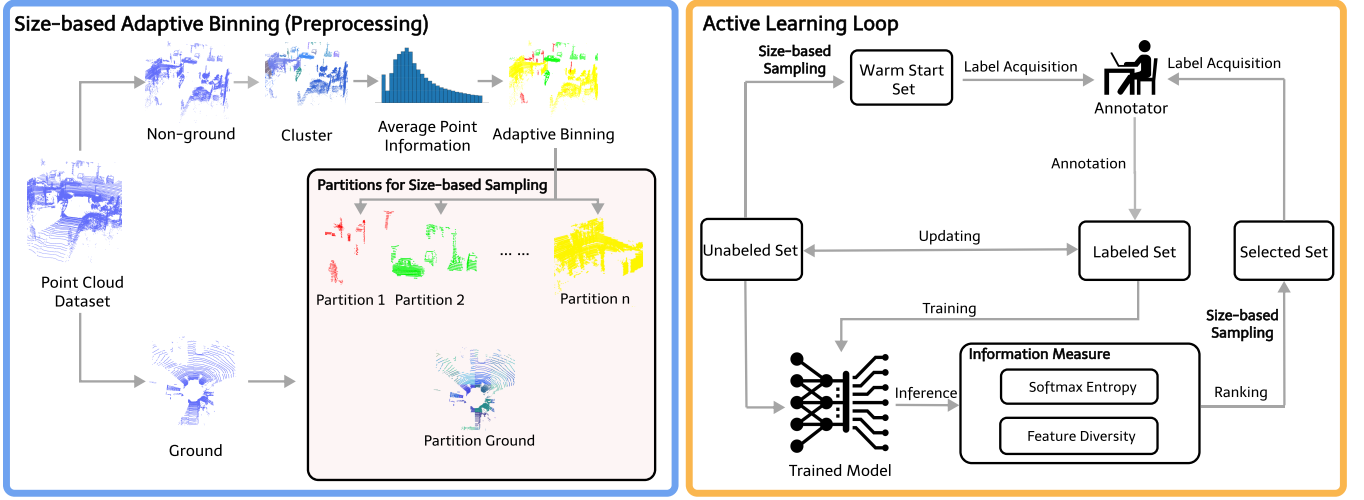 Size-based Adaptive Binning (Preprocessing)
Non-ground
Cluster
Average Point
Information
Adaptive Binning
Point Cloud
Dataset
Partitions for Size-based Sampling
... ...
Partition 1
Partition 2
Partition n
Ground
Partition Ground
Active Learning Loop
Size-based
Sampling
Warm Start
Set
Label Acquisition
Annotator
Label Acquisition
Annotation
Unabeled Set
Updating
Labeled Set
Selected Set
Training
Size-based
Sampling
Information Measure
Softmax Entropy
Inference
Ranking
Feature Diversity
Trained Model